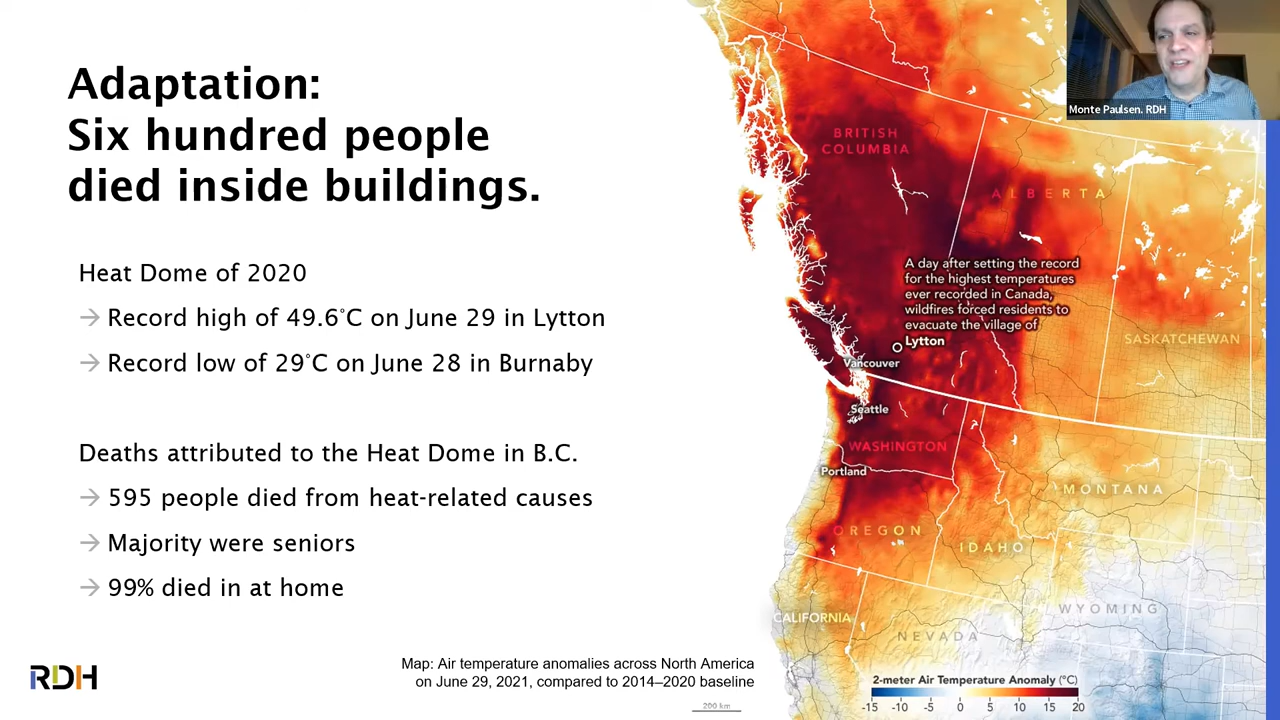 Adaptation:
Six hundred people
died inside buildings.
Heat Dome of 2020
→ Record high of 49.6°C on June 29 in Lytton
→ Record low of 29°C on June 28 in Burnaby
Deaths attributed to the Heat Dome in B.C.
→ 595 people died from heat-related causes
→ Majority were seniors
→ 99% died in at home
RDH
Map: Air temperature anomalies across North America
on June 29, 2021, compared to 2014–2020 baseline
200 km
Monte Paulsen. RDH
BRITISH
COLUMBIA
ALBERTA
A day after setting the record
for the highest temperatures
ever recorded in Canada,
wildfires forced residents to
evacuate the village of
Lytton
SASKATCHEWAN
Vancouver
Seattle
WASHINGTON
Portland
MONTANA
OREGON
IDAHO
WYOMING
CALIFORNIA
NEVADA
2-meter Air Temperature Anomaly (°C)
-15 -10 -5 0 5 10 15 20